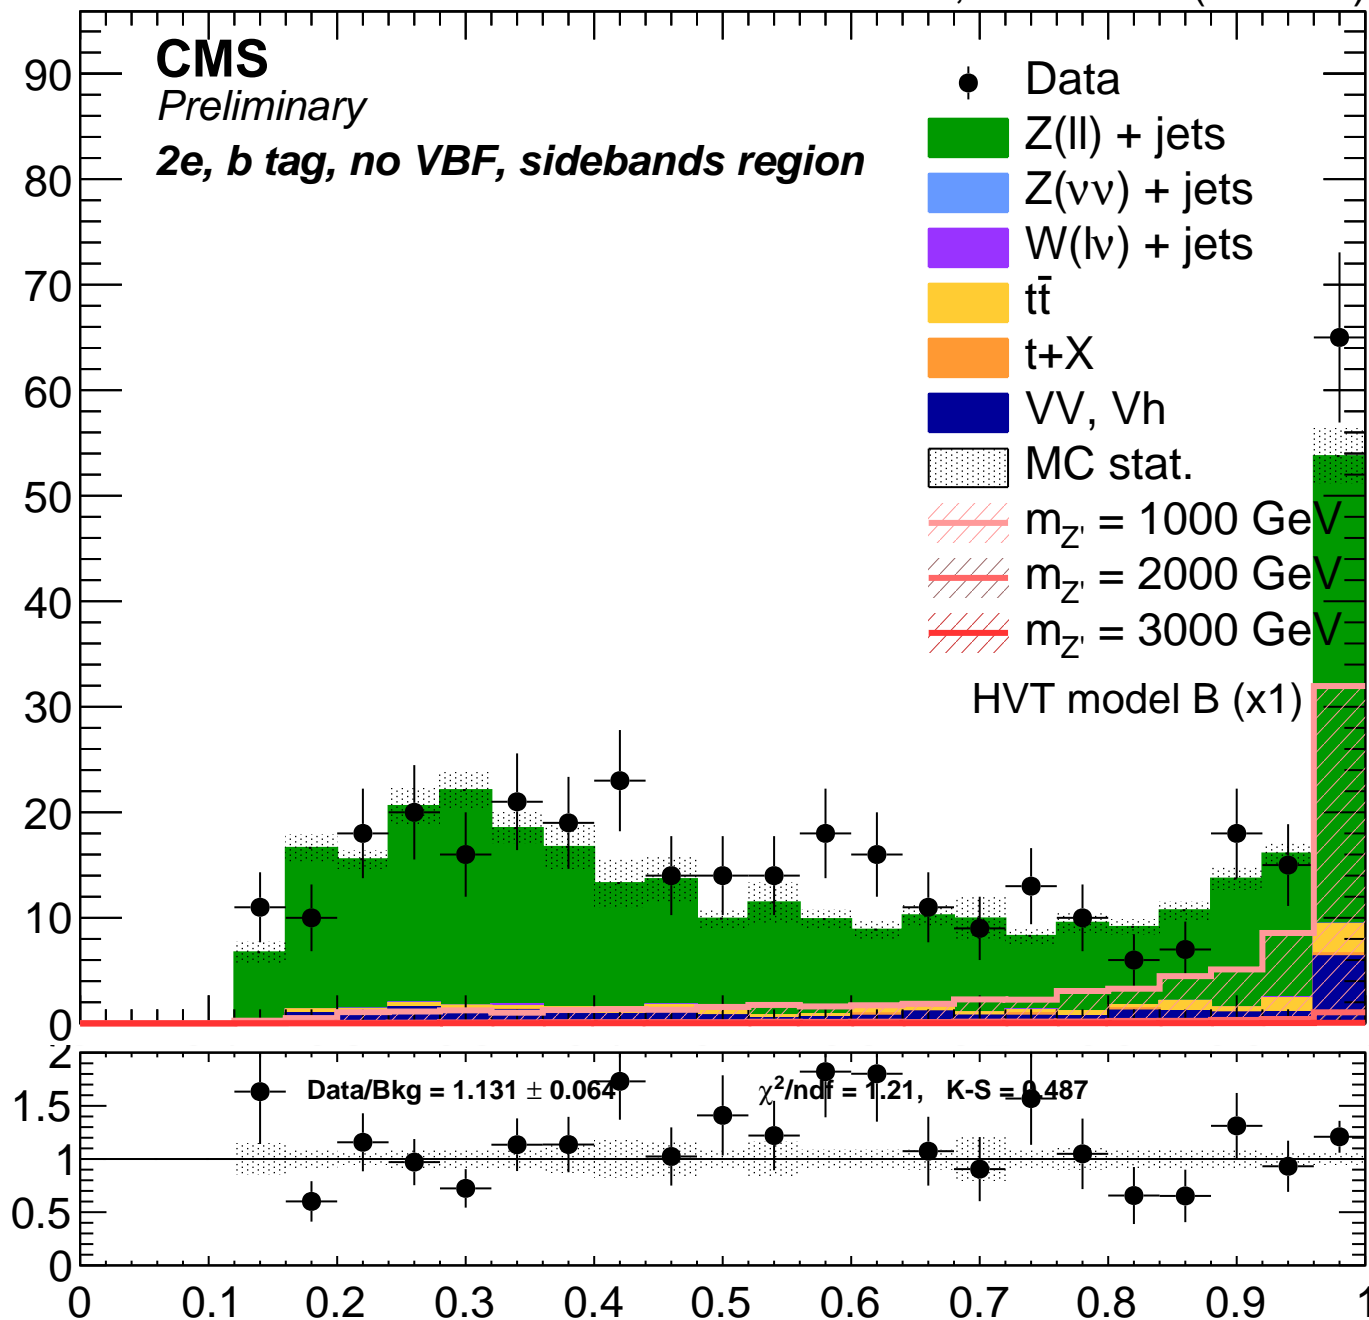 CMS
Preliminary
2e, b tag, no VBF, sidebands region
Data
Z(ll) + jets
Z(νν) + jets
W(lν) + jets
tt̄
t+X
VV, Vh
MC stat.
m_Z' = 1000 GeV
m_Z' = 2000 GeV
m_Z' = 3000 GeV
HVT model B (x1)
90
80
70
60
50
40
30
20
10
0
Data/Bkg = 1.131 ± 0.064
χ²/ndf = 1.21, K-S = 0.487
2
1.5
1
0.5
0
0 0.1 0.2 0.3 0.4 0.5 0.6 0.7 0.8 0.9 1